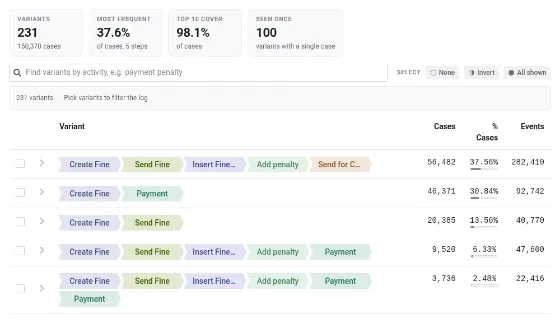 VARIANTS
231
150,370 cases
MOST FREQUENT
37.6%
of cases, 5 steps
TOP 10 COVER
98.1%
of cases
SEEN ONCE
100
variants with a single case
Find variants by activity, e.g. payment penalty
SELECT None Invert All shown
231 variants Pick variants to filter the log
Variant Cases % Cases Events
Create Fine Send Fine Insert Fine... Add penalty Send for C... 56,482 37.56% 282,410
Create Fine Payment 46,371 30.84% 92,742
Create Fine Send Fine 20,385 13.56% 40,770
Create Fine Send Fine Insert Fine... Add penalty Payment 9,520 6.33% 47,600
Create Fine Send Fine Insert Fine... Add penalty Payment 3,736 2.48% 22,416
Payment